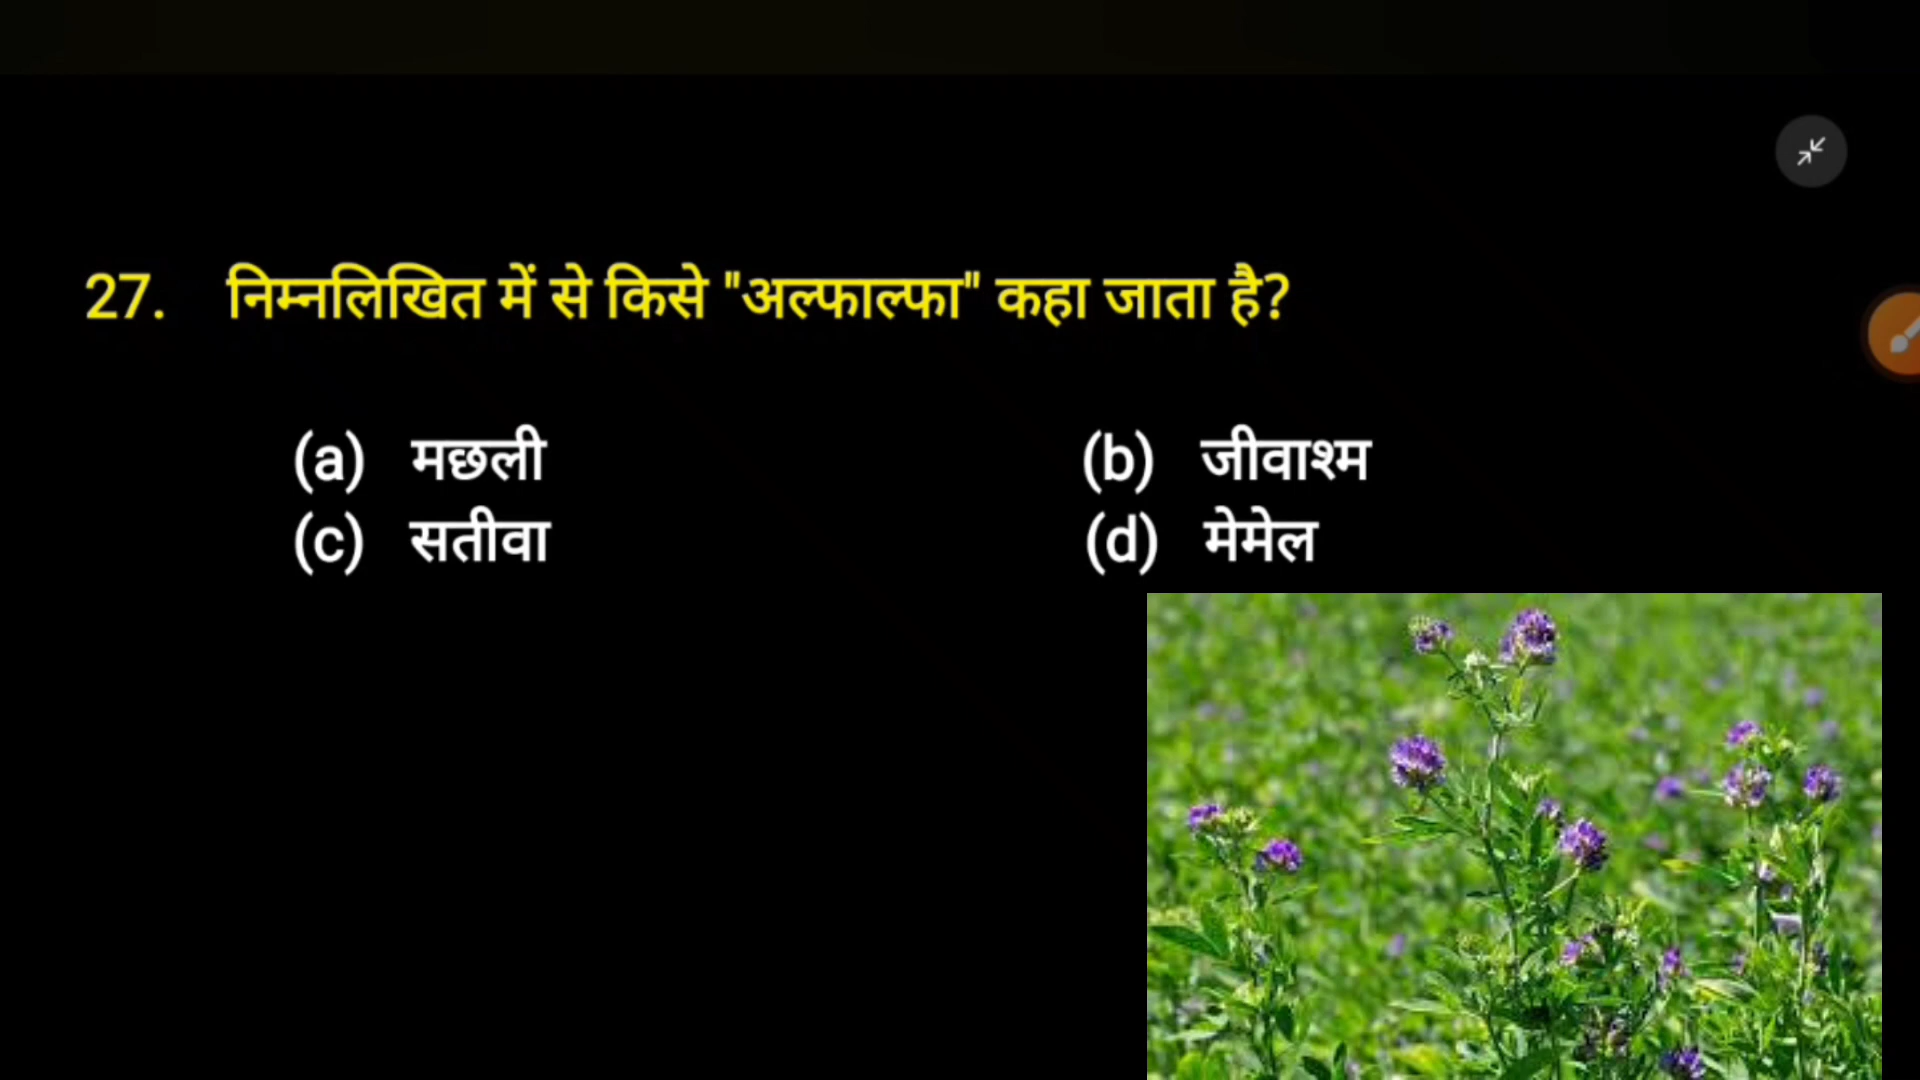 27. निम्नलिखित में से किसे "अल्फाल्फा" कहा जाता है?
(a) मछली (b) जीवाश्म
(c) सतीवा (d) मेमेल